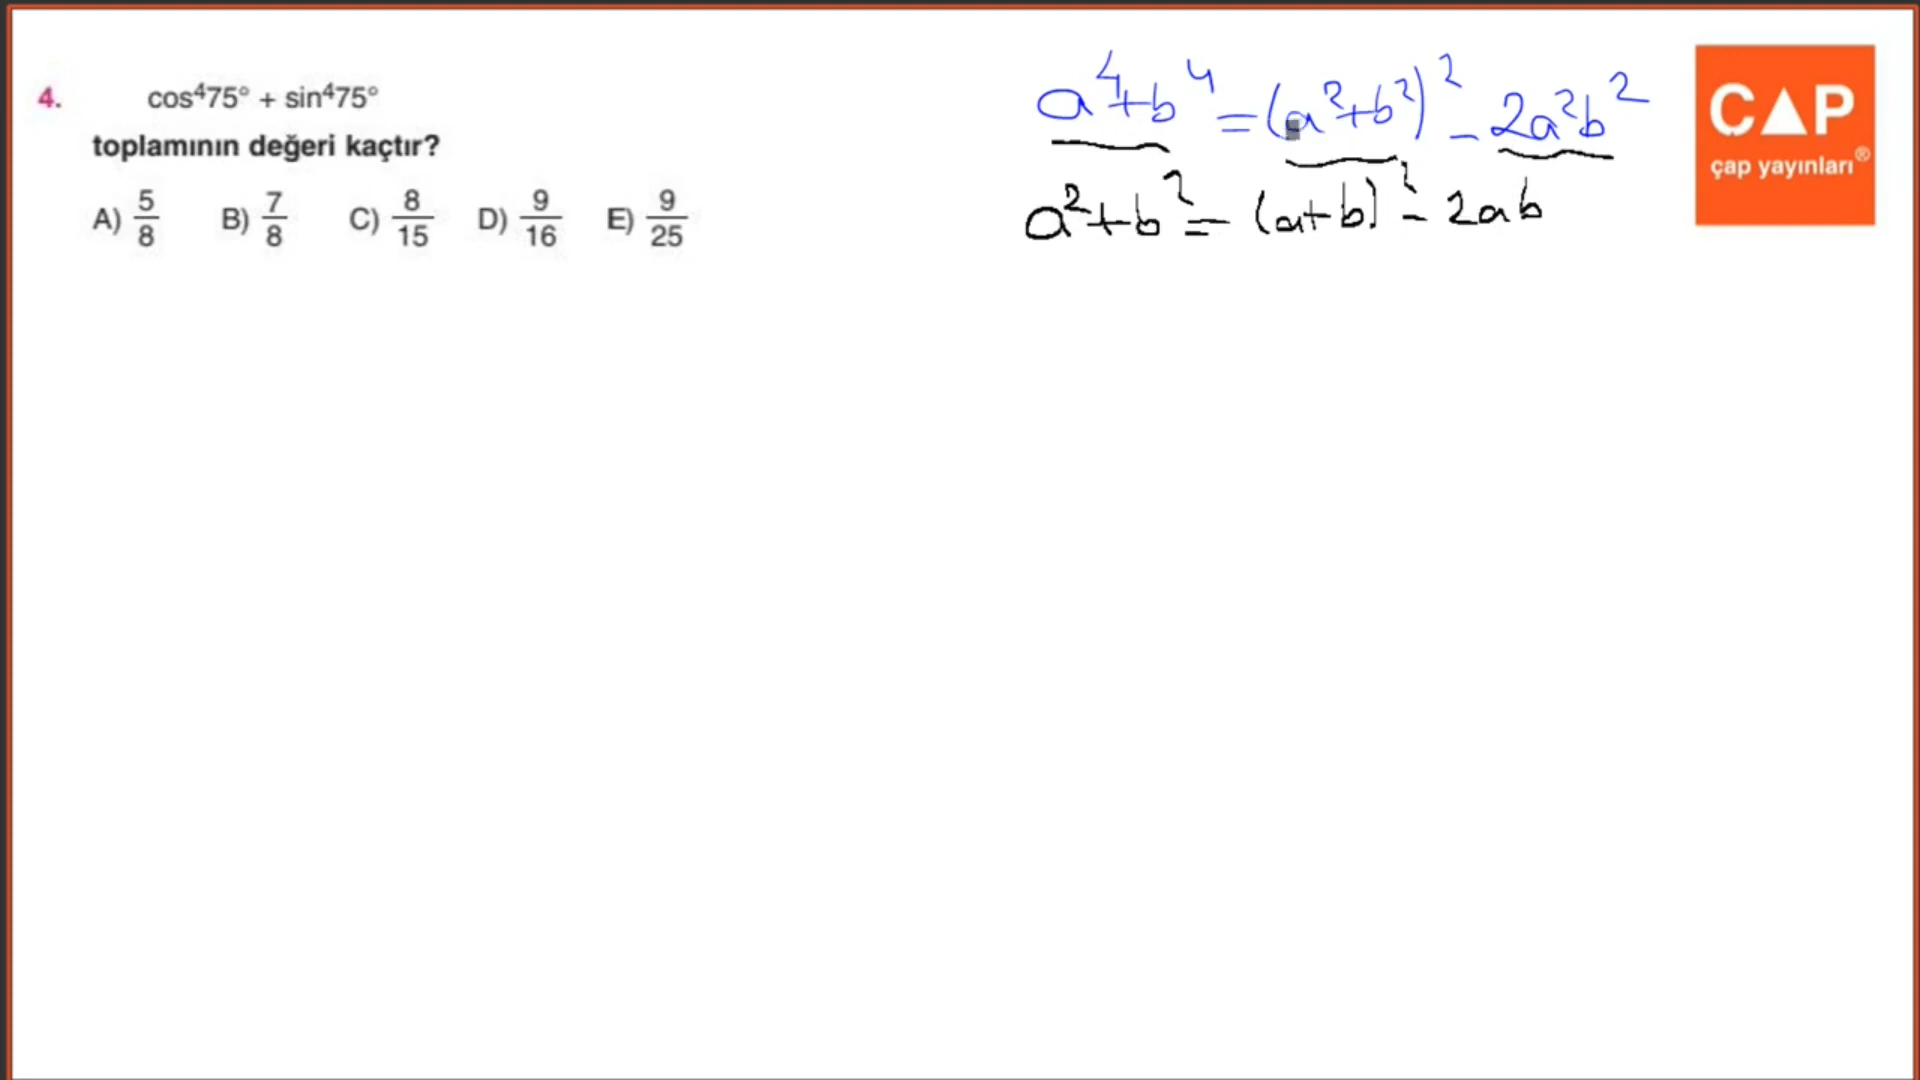 4. cos⁴75° + sin⁴75°
toplamının değeri kaçtır?
A) 5/8 B) 7/8 C) 8/15 D) 9/16 E) 9/25
a⁴+b⁴ = (a²+b²)² - 2a²b²
a²+b² = (a+b)² - 2ab
ÇAP
çap yayınları®